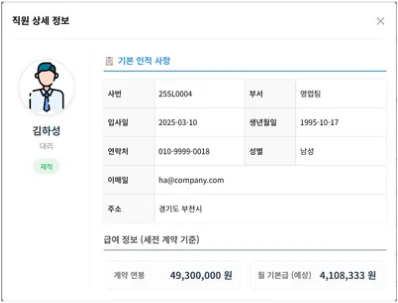 직원 상세 정보
김하성
대리
재직
기본 인적 사항
사번 25SL0004 부서 영업팀
입사일 2025-03-10 생년월일 1995-10-17
연락처 010-9999-0018 성별 남성
이메일 ha@company.com
주소 경기도 부천시
급여 정보 (세전 계약 기준)
계약 연봉 49,300,000 원 월 기본급 (예상) 4,108,333 원